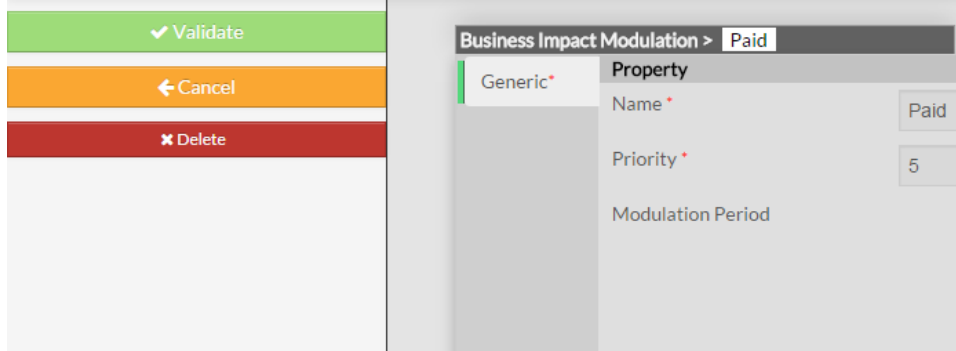 Validate
Cancel
Delete
Business Impact Modulation > Paid
Generic*
Property
Name * Paid
Priority * 5
Modulation Period